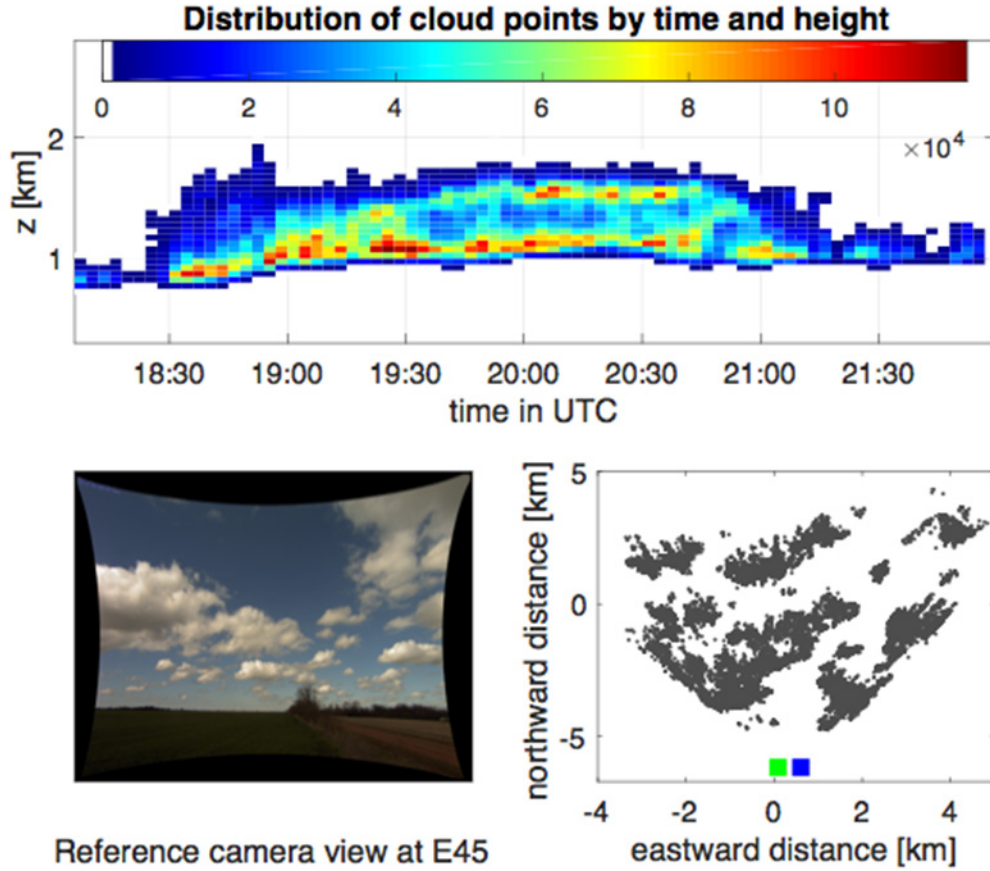 Distribution of cloud points by time and height
0 2 4 6 8 10
×10⁴
2
1
z [km]
18:30 19:00 19:30 20:00 20:30 21:00 21:30
time in UTC
5
0
-5
northward distance [km]
-4 -2 0 2 4
eastward distance [km]
Reference camera view at E45